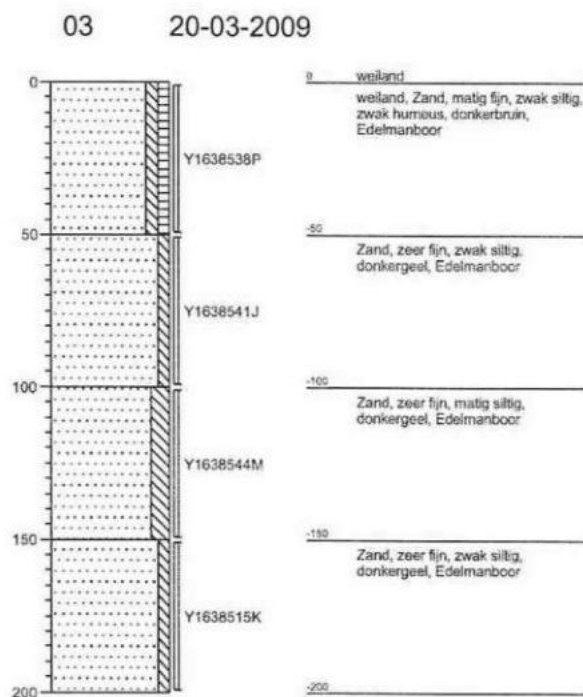 03 20-03-2009
0
0 weiland
weiland, Zand, matig fijn, zwak siltig,
zwak humeus, donkerbruin,
Edelmanboor
Y1638538P
50
-50
Zand, zeer fijn, zwak siltig,
donkergeel, Edelmanboor
Y1638541J
100
-100
Zand, zeer fijn, matig siltig,
donkergeel, Edelmanboor
Y1638544M
150
-150
Zand, zeer fijn, zwak siltig,
donkergeel, Edelmanboor
Y1638515K
200
-200